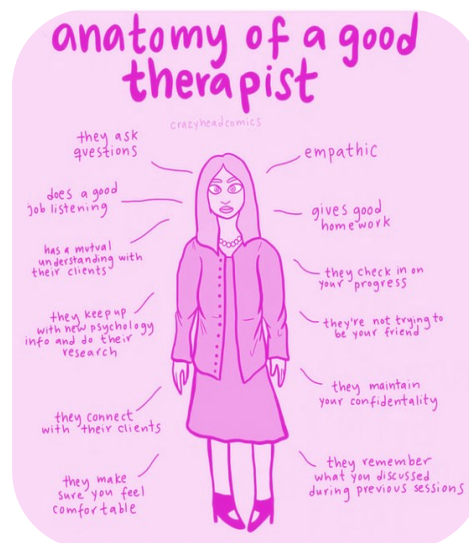 anatomy of a good
therapist
crazyheadcomics
they ask
questions
does a good
job listening
has a mutual
understanding with
their clients
they keep up
with new psychology
info and do their
research
they connect
with their clients
they make
sure you feel
comfortable
empathic
gives good
homework
they check in on
your progress
they're not trying to
be your friend
they maintain
your confidentality
they remember
what you discussed
during previous sessions